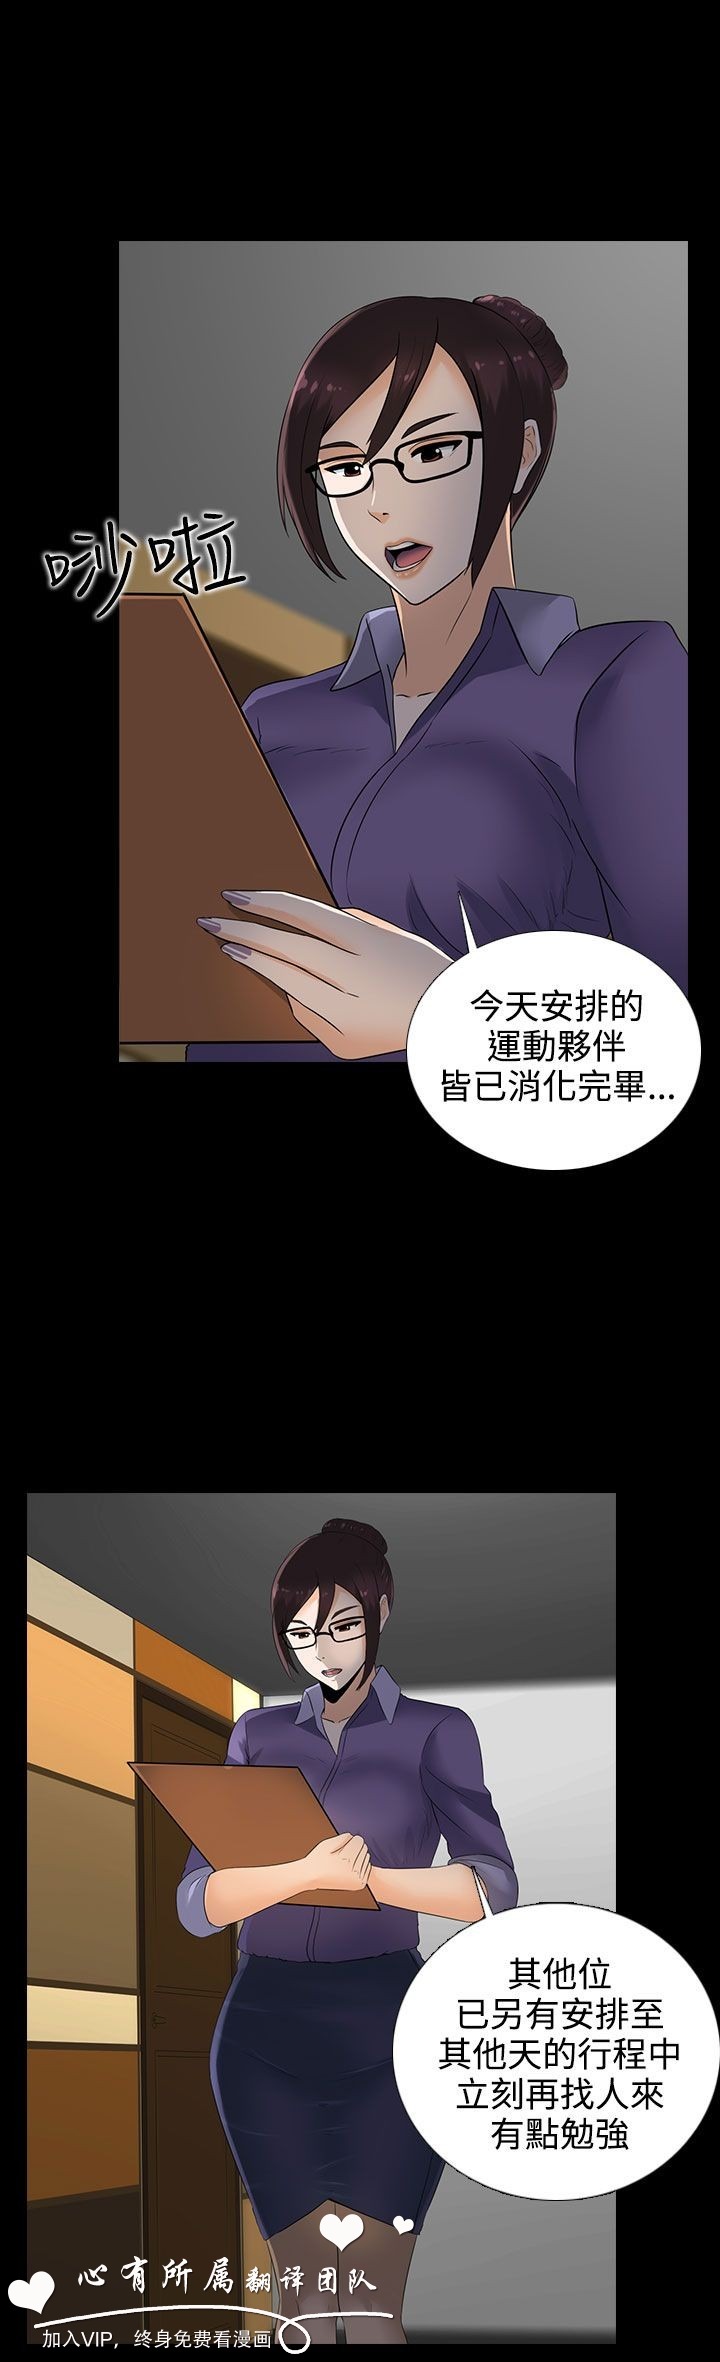 唦啦
今天安排的
運動夥伴
皆已消化完畢...
其他位
已另有安排至
其他天的行程中
立刻再找人來
有點勉強
心有所属翻译团队
加入VIP，终身免费看漫画